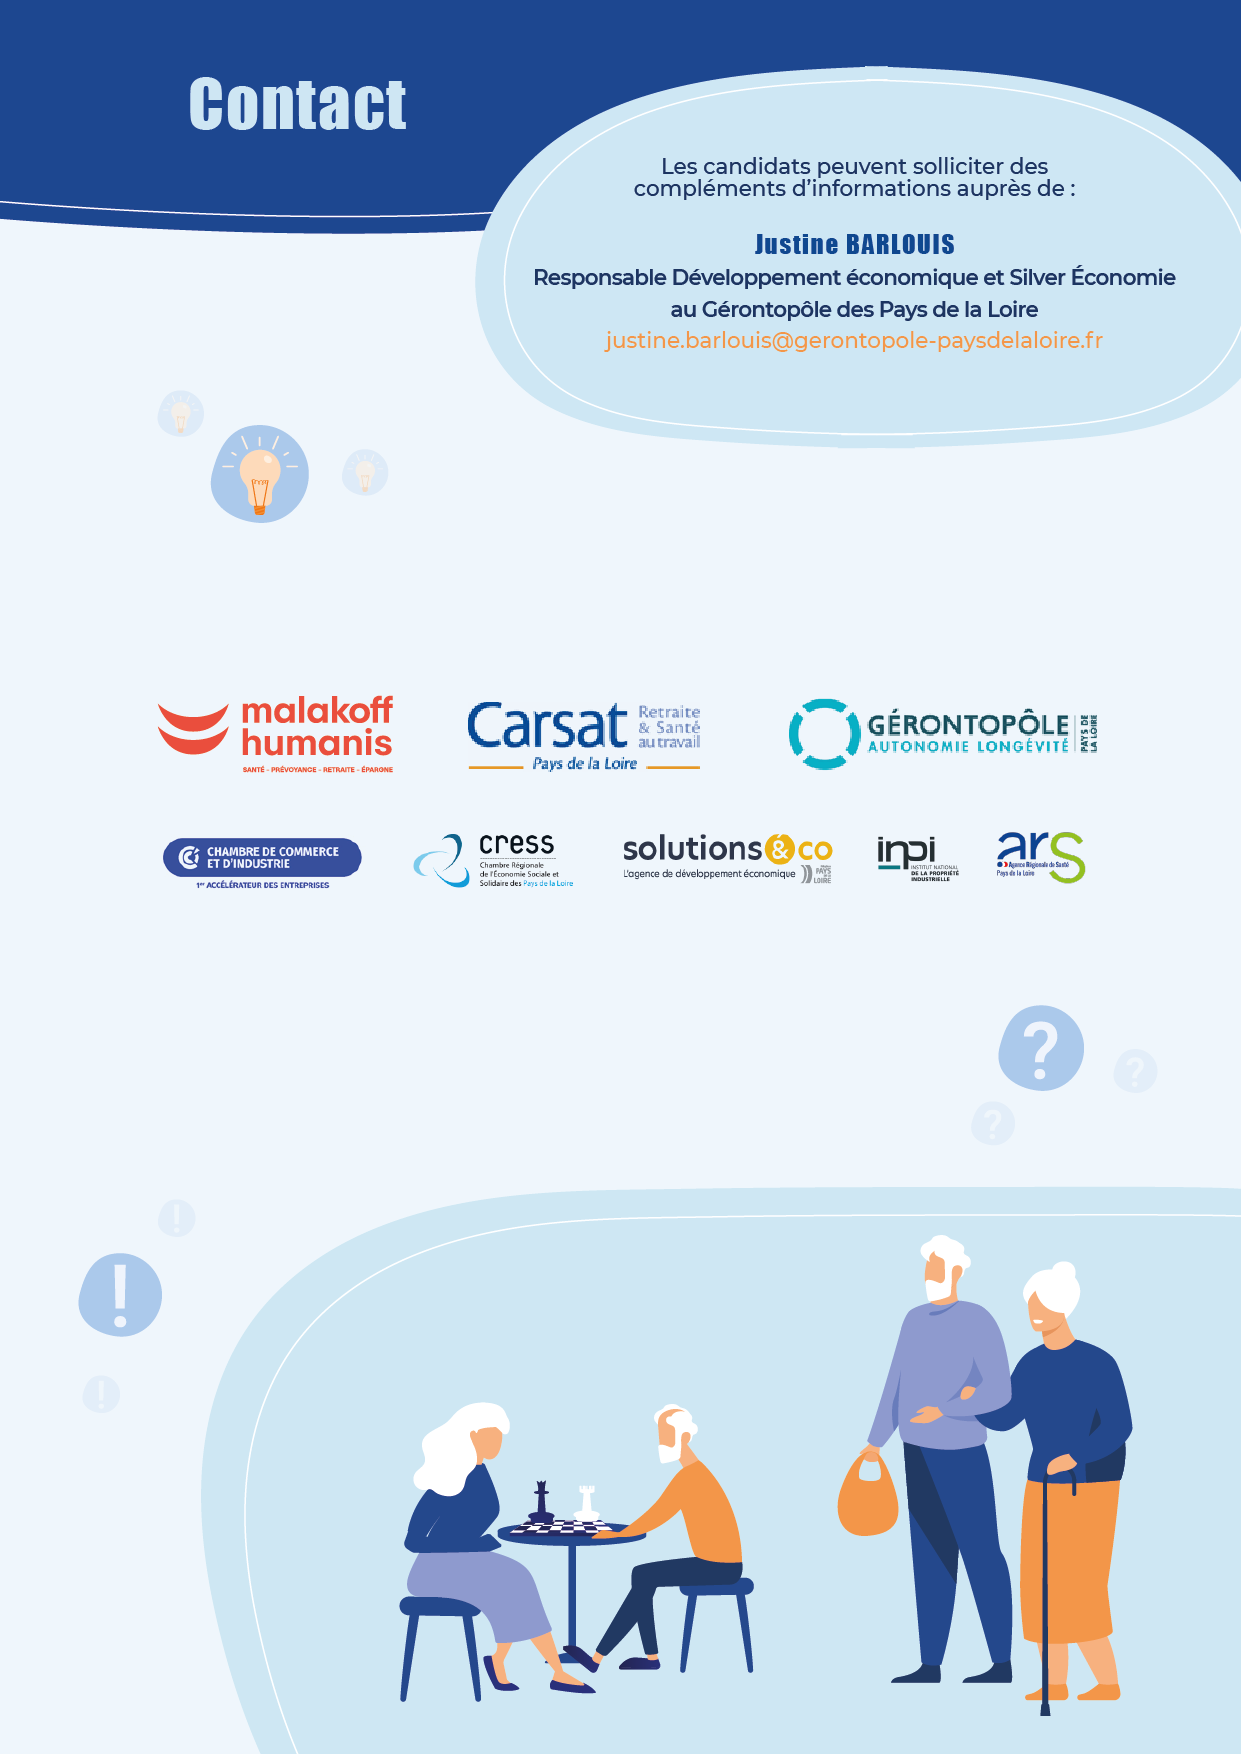 Contact
Les candidats peuvent solliciter des
compléments d'informations auprès de :
Justine BARLOUIS
Responsable Développement économique et Silver Économie
au Gérontopôle des Pays de la Loire
justine.barlouis@gerontopole-paysdelaloire.fr
malakoff
humanis
SANTÉ - PRÉVOYANCE - RETRAITE - ÉPARGNE
Carsat
Retraite
& Santé
au travail
Pays de la Loire
GÉRONTOPÔLE
AUTONOMIE LONGÉVITÉ
PAYS DE
LA LOIRE
CHAMBRE DE COMMERCE
ET D'INDUSTRIE
1er ACCÉLÉRATEUR DES ENTREPRISES
cress
Chambre Régionale
de l'Économie Sociale et
Solidaire des Pays de la Loire
solutions&co
L'agence de développement économique
PAYS
LOIRE
inpi
INSTITUT NATIONAL
DE LA PROPRIÉTÉ
INDUSTRIELLE
ars
Agence Régionale de Santé
Pays de la Loire
?
?
?
!
!
!